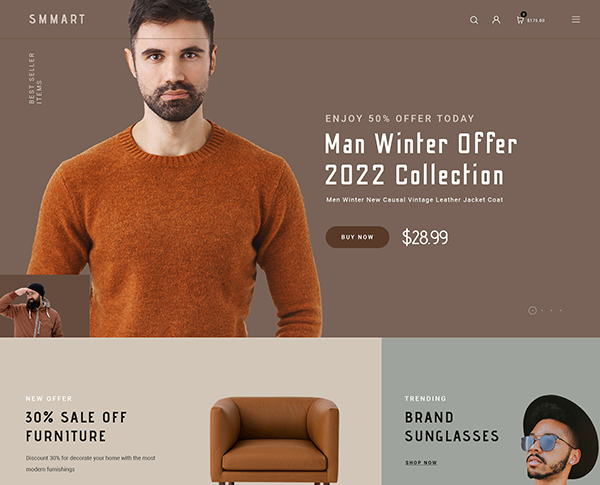 SMMART
$175.00
BEST SELLER
ITEMS
ENJOY 50% OFFER TODAY
Man Winter Offer
2022 Collection
Men Winter New Causal Vintage Leather Jacket Coat
BUY NOW
$28.99
NEW OFFER
30% SALE OFF
FURNITURE
Discount 30% for decorate your home with the most
modern furnishings
TRENDING
BRAND
SUNGLASSES
SHOP NOW